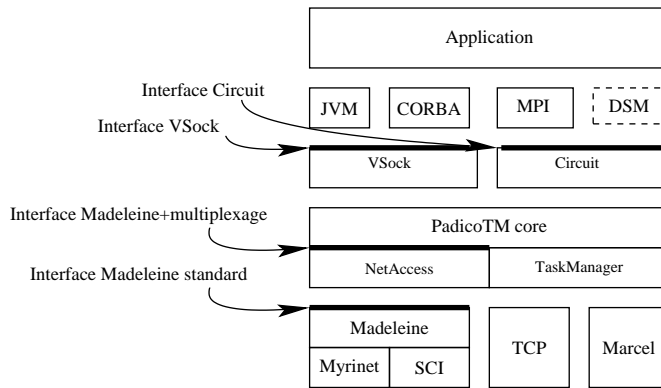 Application
Interface Circuit
JVM
CORBA
MPI
DSM
Interface VSock
VSock
Circuit
Interface Madeleine+multiplexage
PadicoTM core
NetAccess
TaskManager
Interface Madeleine standard
Madeleine
TCP
Marcel
Myrinet
SCI